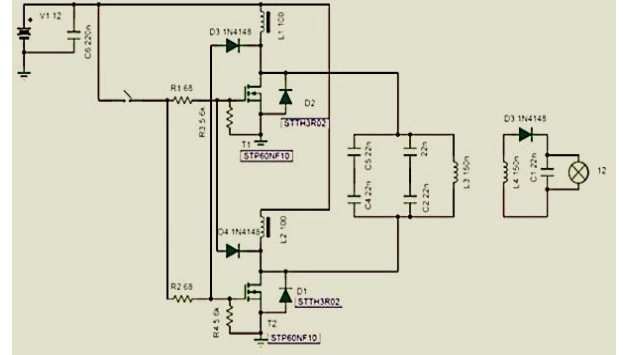 V1 12
C6 220n
D3 1N4148
L1 100
R1 68
R3 5.6k
D2
STTH3R02
T1
STP60NF10
C5 22n
22n
C4 22n
C2 22n
L3 150n
D3 1N4148
L4 150n
C1 22n
12
D4 1N4148
L2 100
R2 68
R4 5.6k
D1
STTH3R02
T2
STP60NF10